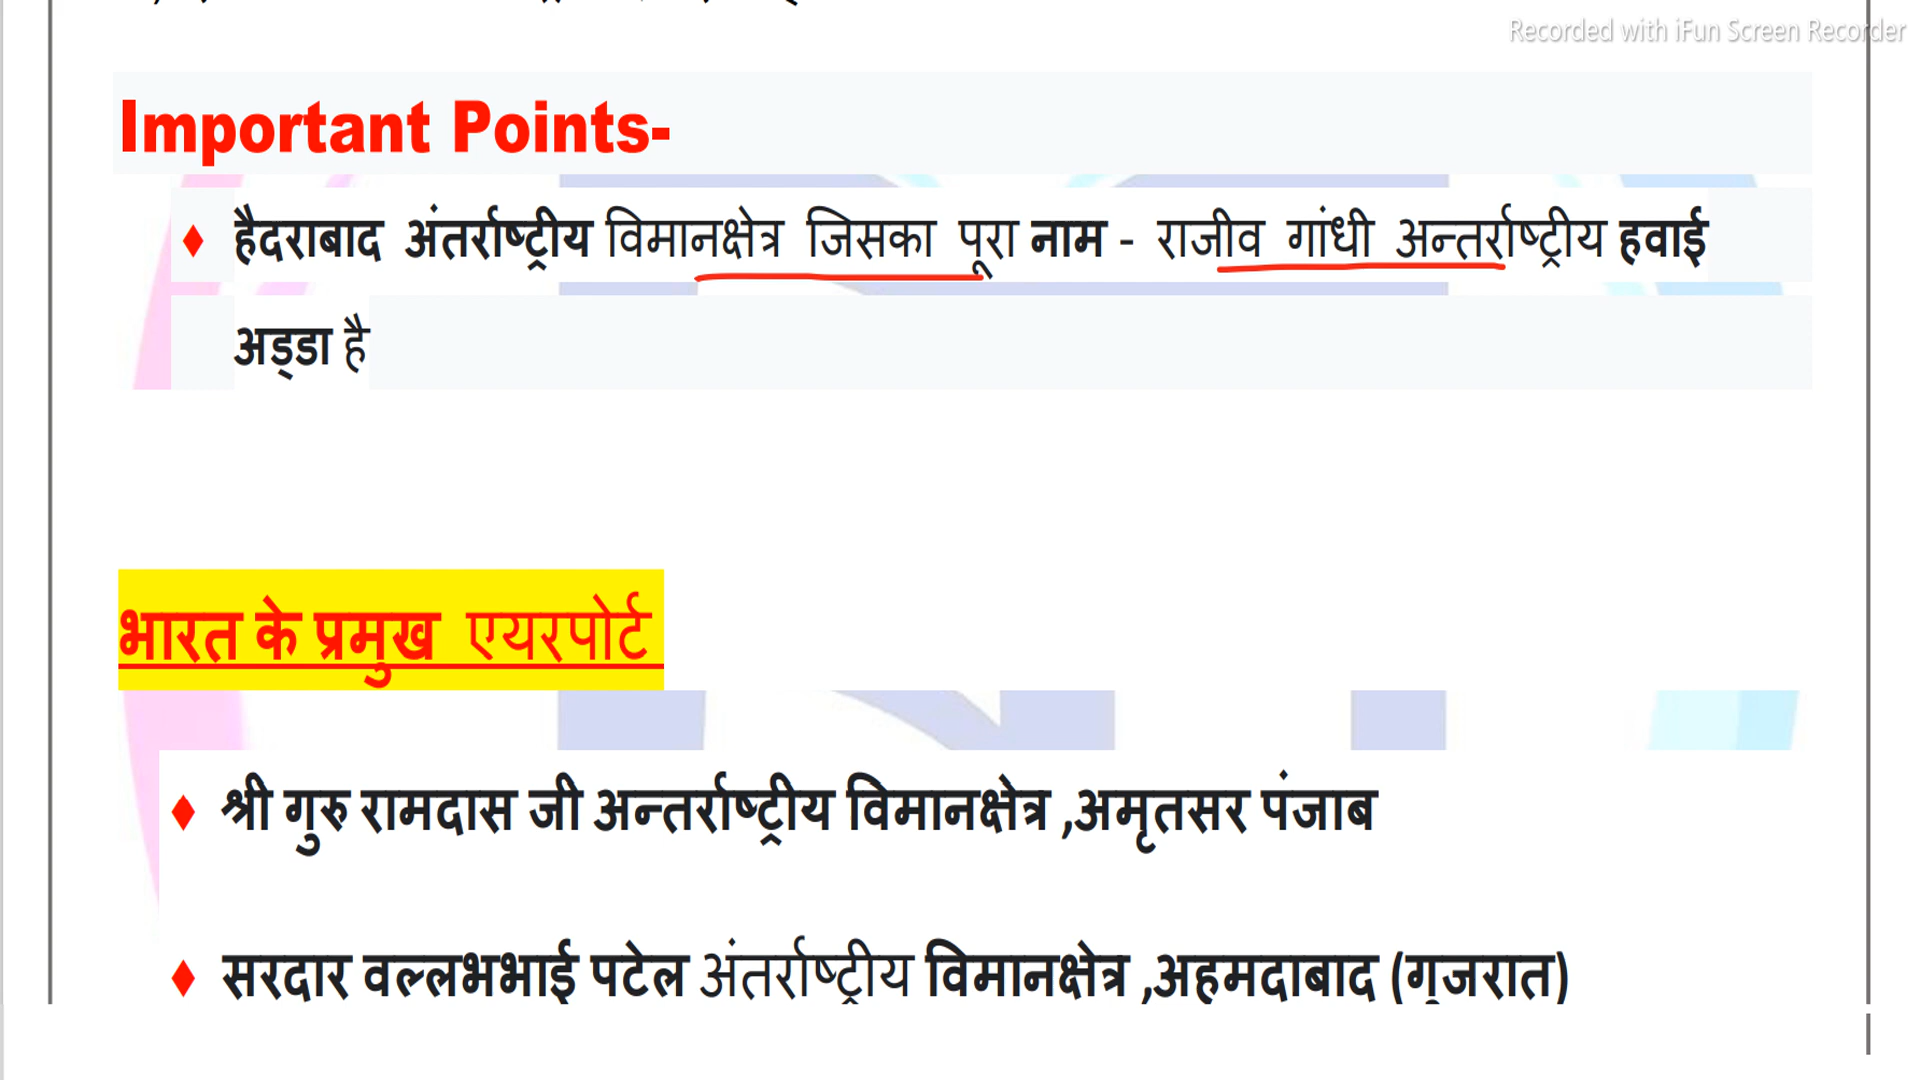 Recorded with iFun Screen Recorder
Important Points-
हैदराबाद अंतर्राष्ट्रीय विमानक्षेत्र जिसका पूरा नाम - राजीव गांधी अन्तर्राष्ट्रीय हवाई
अड्डा है
भारत के प्रमुख एयरपोर्ट
श्री गुरु रामदास जी अन्तर्राष्ट्रीय विमानक्षेत्र ,अमृतसर पंजाब
सरदार वल्लभभाई पटेल अंतर्राष्ट्रीय विमानक्षेत्र ,अहमदाबाद (गुजरात)